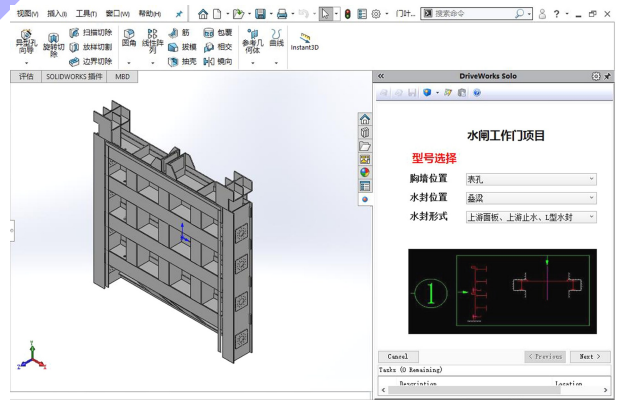 视图(V) 插入(I) 工具(T) 窗口(W) 帮助(H) 门叶... 搜索命令
扫描切除 筋 包覆
异型孔向导 旋转切除 放样切割 圆角 线性阵列 拔模 相交 参考几何体 曲线 Instant3D
边界切除 抽壳 镜向
评估 SOLIDWORKS 插件 MBD
DriveWorks Solo
水闸工作门项目
型号选择
胸墙位置 表孔
水封位置 叠梁
水封形式 上游面板、上游止水、L型水封
1
Cancel < Previous Next >
Tasks (0 Remaining)
Description Location